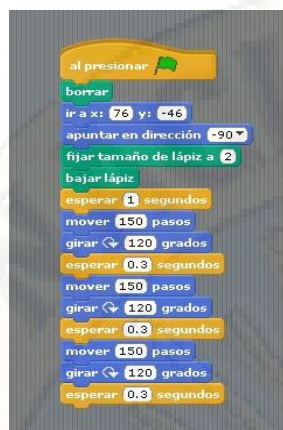 al presionar
borrar
ir a x: 76 y: -46
apuntar en dirección -90
fijar tamaño de lápiz a 2
bajar lápiz
esperar 1 segundos
mover 150 pasos
girar 120 grados
esperar 0.3 segundos
mover 150 pasos
girar 120 grados
esperar 0.3 segundos
mover 150 pasos
girar 120 grados
esperar 0.3 segundos